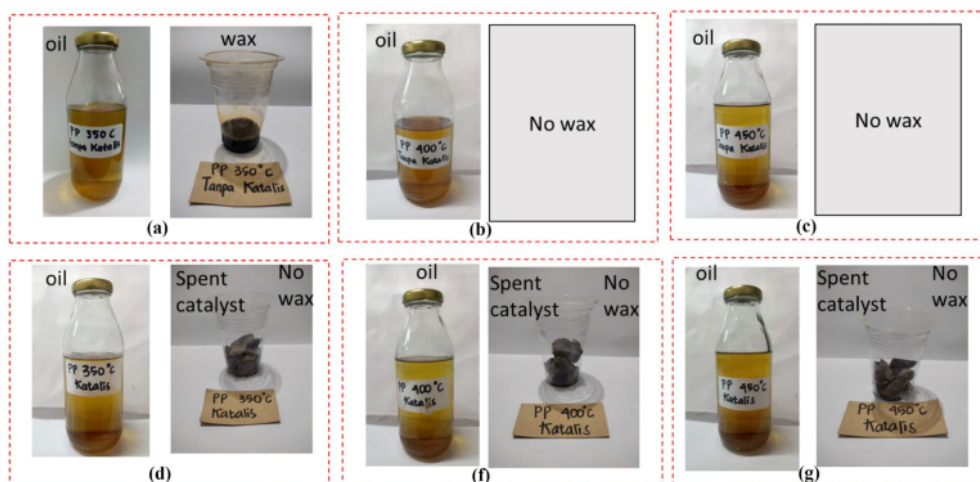 oil
wax
PP 350 C
Tanpa Katalis
PP 350°C
Tanpa Katalis
(a)
oil
PP 400°C
Tanpa Katalis
No wax
(b)
oil
PP 450°C
Tanpa Katalis
No wax
(c)
oil
PP 350°C
Katalis
Spent
catalyst
No
wax
PP 350°C
Katalis
(d)
oil
PP 400°C
Katalis
Spent
catalyst
No
wax
PP 400°C
Katalis
(f)
oil
PP 450°C
Katalis
Spent
catalyst
No
wax
PP 450°C
Katalis
(g)